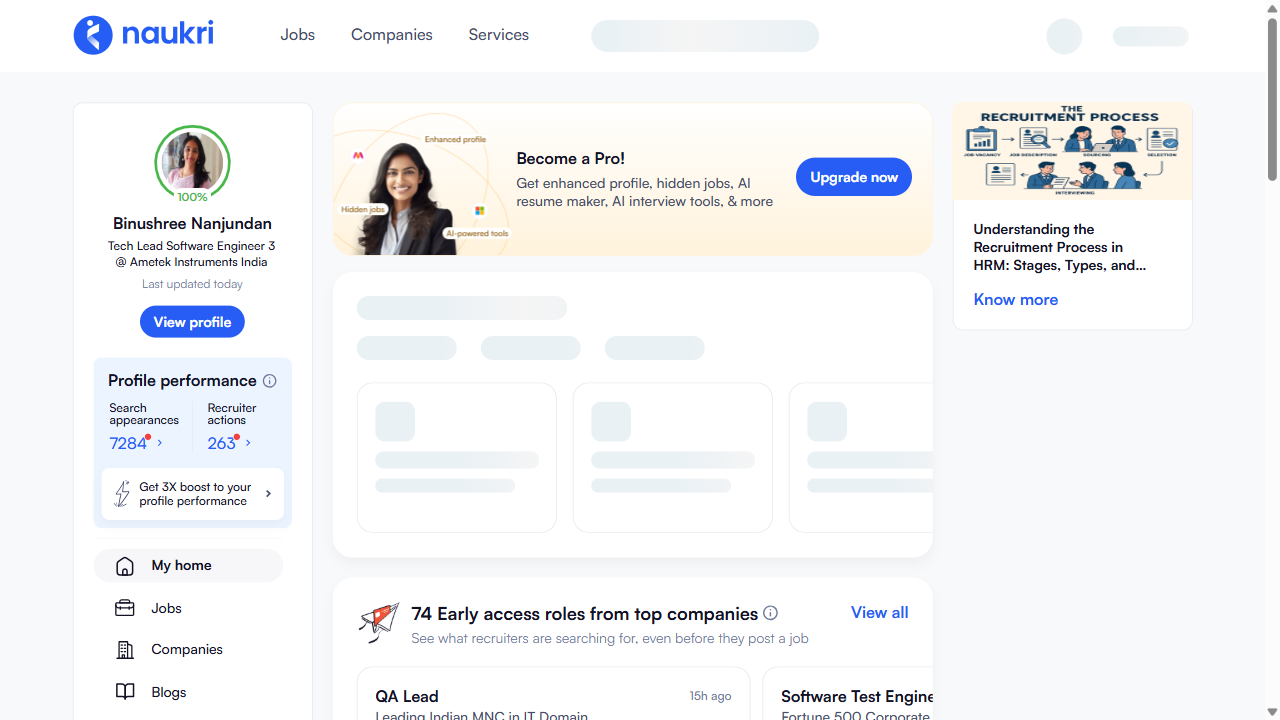 naukri
Jobs
Companies
Services
100%
Binushree Nanjundan
Tech Lead Software Engineer 3
@ Ametek Instruments India
Last updated today
View profile
Profile performance
Search
appearances
7284
Recruiter
actions
263
Get 3X boost to your
profile performance
My home
Jobs
Companies
Blogs
Enhanced profile
Hidden jobs
AI-powered tools
Become a Pro!
Get enhanced profile, hidden jobs, AI
resume maker, AI interview tools, & more
Upgrade now
74 Early access roles from top companies
View all
See what recruiters are searching for, even before they post a job
QA Lead
15h ago
Leading Indian MNC in IT Domain
Software Test Engine
Fortune 500 Corporate
THE
RECRUITMENT PROCESS
JOB VACANCY
JOB DESCRIPTION
SOURCING
SELECTION
INTERVIEWING
Understanding the
Recruitment Process in
HRM: Stages, Types, and...
Know more